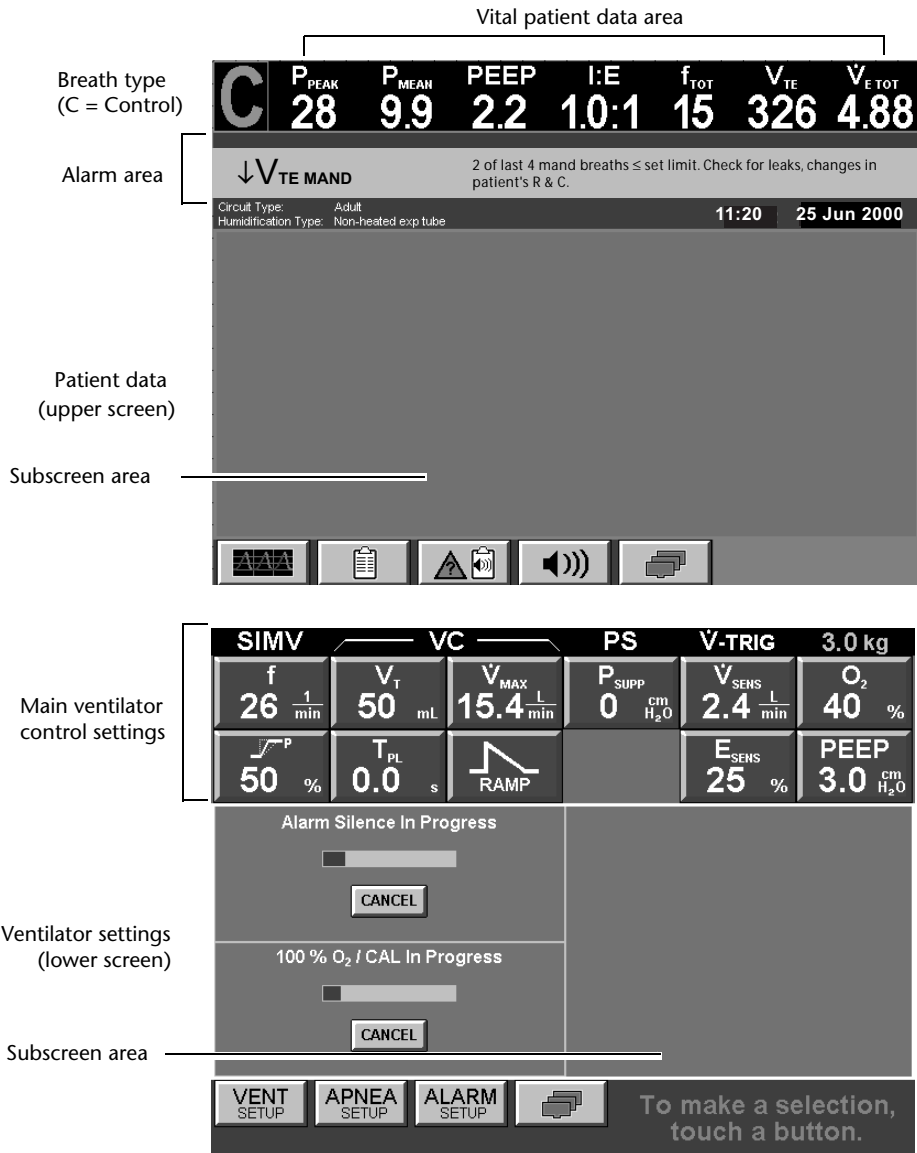 Vital patient data area
Breath type
(C = Control)
C
PPEAK PMEAN PEEP I:E fTOT VTE V̇E TOT
28 9.9 2.2 1.0:1 15 326 4.88
Alarm area
↓VTE MAND
2 of last 4 mand breaths ≤ set limit. Check for leaks, changes in
patient's R & C.
Circuit Type: Adult
Humidification Type: Non-heated exp tube
11:20 25 Jun 2000
Patient data
(upper screen)
Subscreen area
SIMV VC PS V̇-TRIG 3.0 kg
Main ventilator
control settings
f VT V̇MAX PSUPP V̇SENS O2
26 1/min 50 mL 15.4 L/min 0 cm H2O 2.4 L/min 40 %
P TPL ESENS PEEP
50 % 0.0 s RAMP 25 % 3.0 cm H2O
Alarm Silence In Progress
CANCEL
Ventilator settings
(lower screen)
100 % O2 / CAL In Progress
CANCEL
Subscreen area
VENT SETUP
APNEA SETUP
ALARM SETUP
To make a selection,
touch a button.